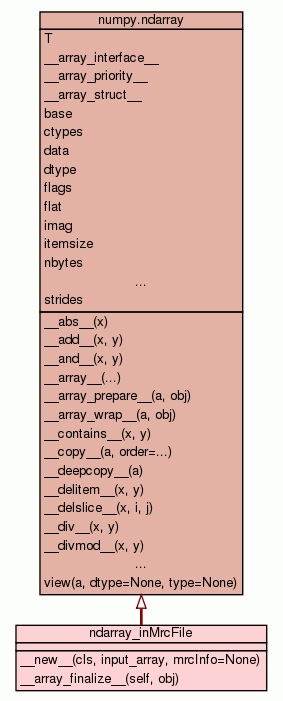 numpy.ndarray
T
__array_interface__
__array_priority__
__array_struct__
base
ctypes
data
dtype
flags
flat
imag
itemsize
nbytes
...
strides
__abs__(x)
__add__(x, y)
__and__(x, y)
__array__(...)
__array_prepare__(a, obj)
__array_wrap__(a, obj)
__contains__(x, y)
__copy__(a, order=...)
__deepcopy__(a)
__delitem__(x, y)
__delslice__(x, i, j)
__div__(x, y)
__divmod__(x, y)
...
view(a, dtype=None, type=None)
ndarray_inMrcFile
__new__(cls, input_array, mrcInfo=None)
__array_finalize__(self, obj)